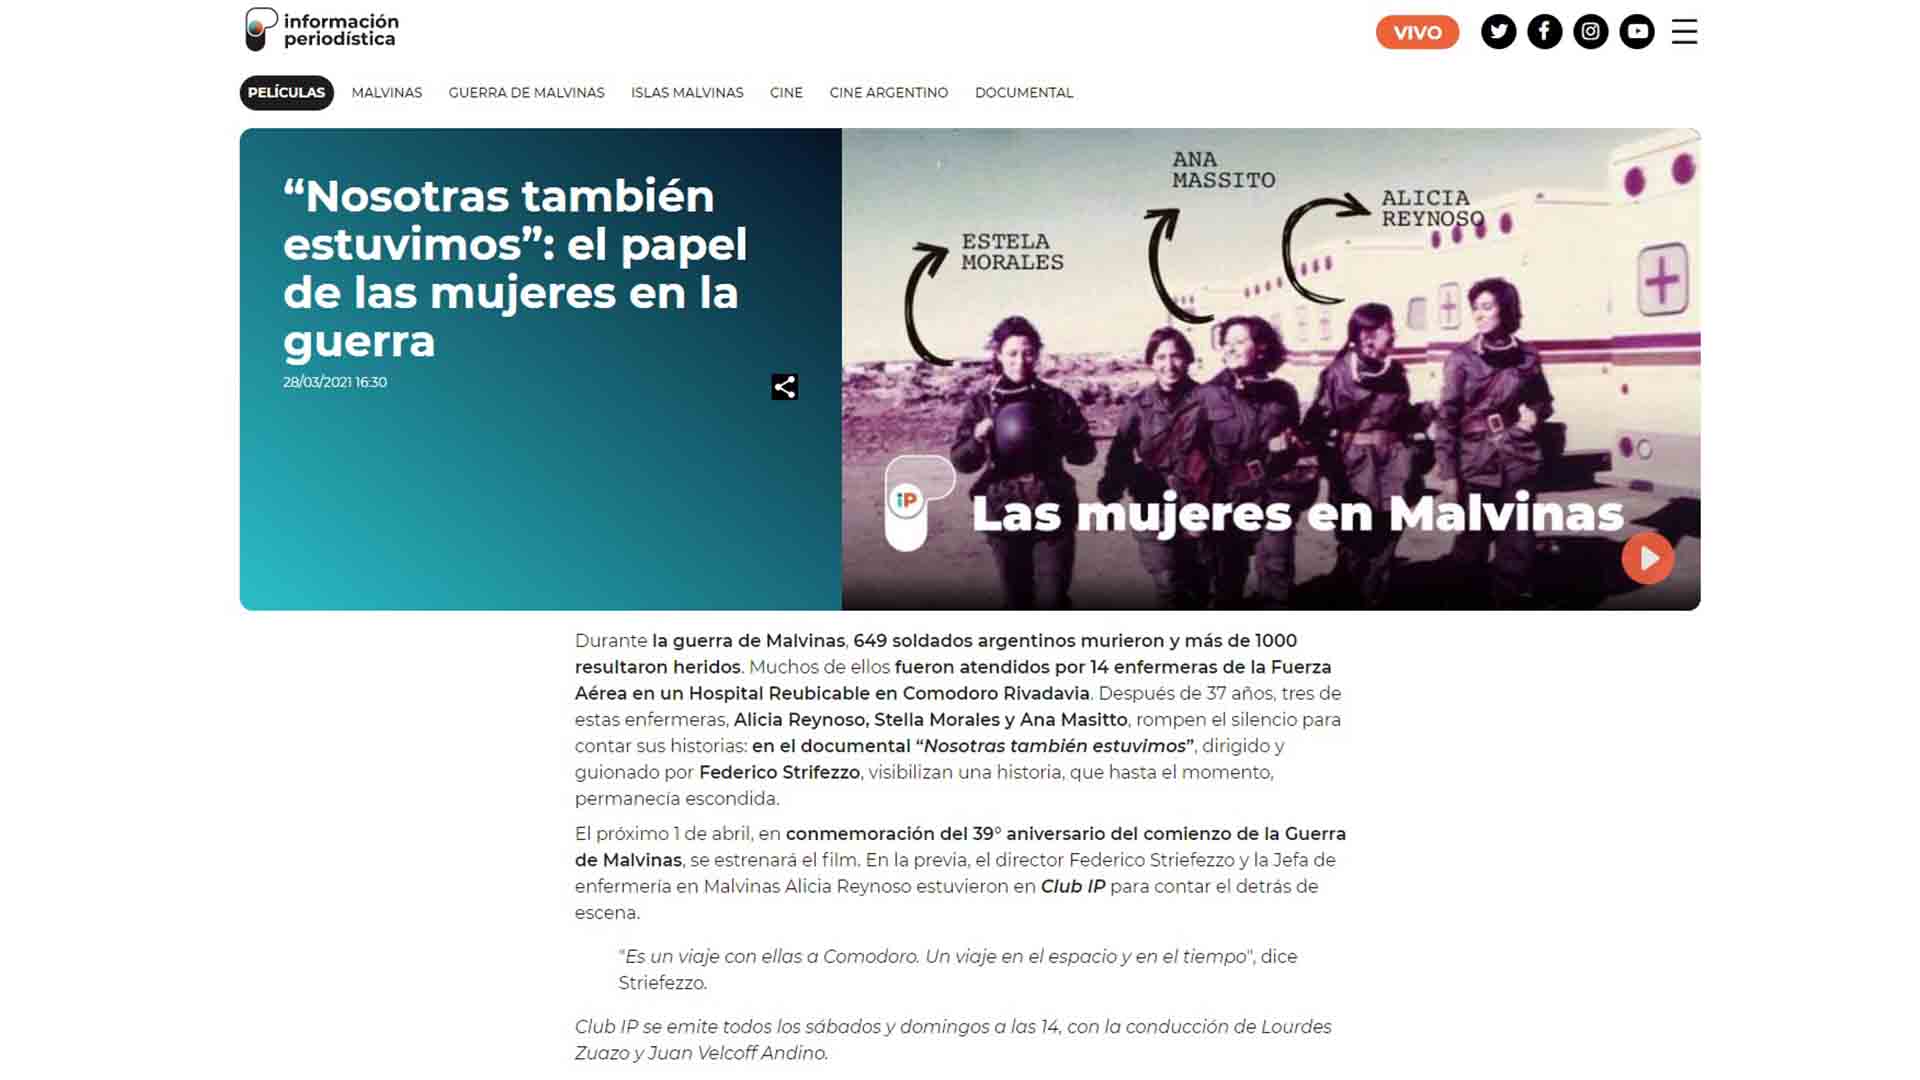 información
periodística
VIVO
PELÍCULAS MALVINAS GUERRA DE MALVINAS ISLAS MALVINAS CINE CINE ARGENTINO DOCUMENTAL
“Nosotras también
estuvimos”: el papel
de las mujeres en la
guerra
28/03/2021 16:30
ESTELA
MORALES
ANA
MASSITO
ALICIA
REYNOSO
iP
Las mujeres en Malvinas
Durante la guerra de Malvinas, 649 soldados argentinos murieron y más de 1000
resultaron heridos. Muchos de ellos fueron atendidos por 14 enfermeras de la Fuerza
Aérea en un Hospital Reubicable en Comodoro Rivadavia. Después de 37 años, tres de
estas enfermeras, Alicia Reynoso, Stella Morales y Ana Masitto, rompen el silencio para
contar sus historias: en el documental “Nosotras también estuvimos”, dirigido y
guionado por Federico Strifezzo, visibilizan una historia, que hasta el momento,
permanecía escondida.
El próximo 1 de abril, en conmemoración del 39° aniversario del comienzo de la Guerra
de Malvinas, se estrenará el film. En la previa, el director Federico Striefezzo y la Jefa de
enfermería en Malvinas Alicia Reynoso estuvieron en Club IP para contar el detrás de
escena.
"Es un viaje con ellas a Comodoro. Un viaje en el espacio y en el tiempo", dice
Striefezzo.
Club IP se emite todos los sábados y domingos a las 14, con la conducción de Lourdes
Zuazo y Juan Velcoff Andino.